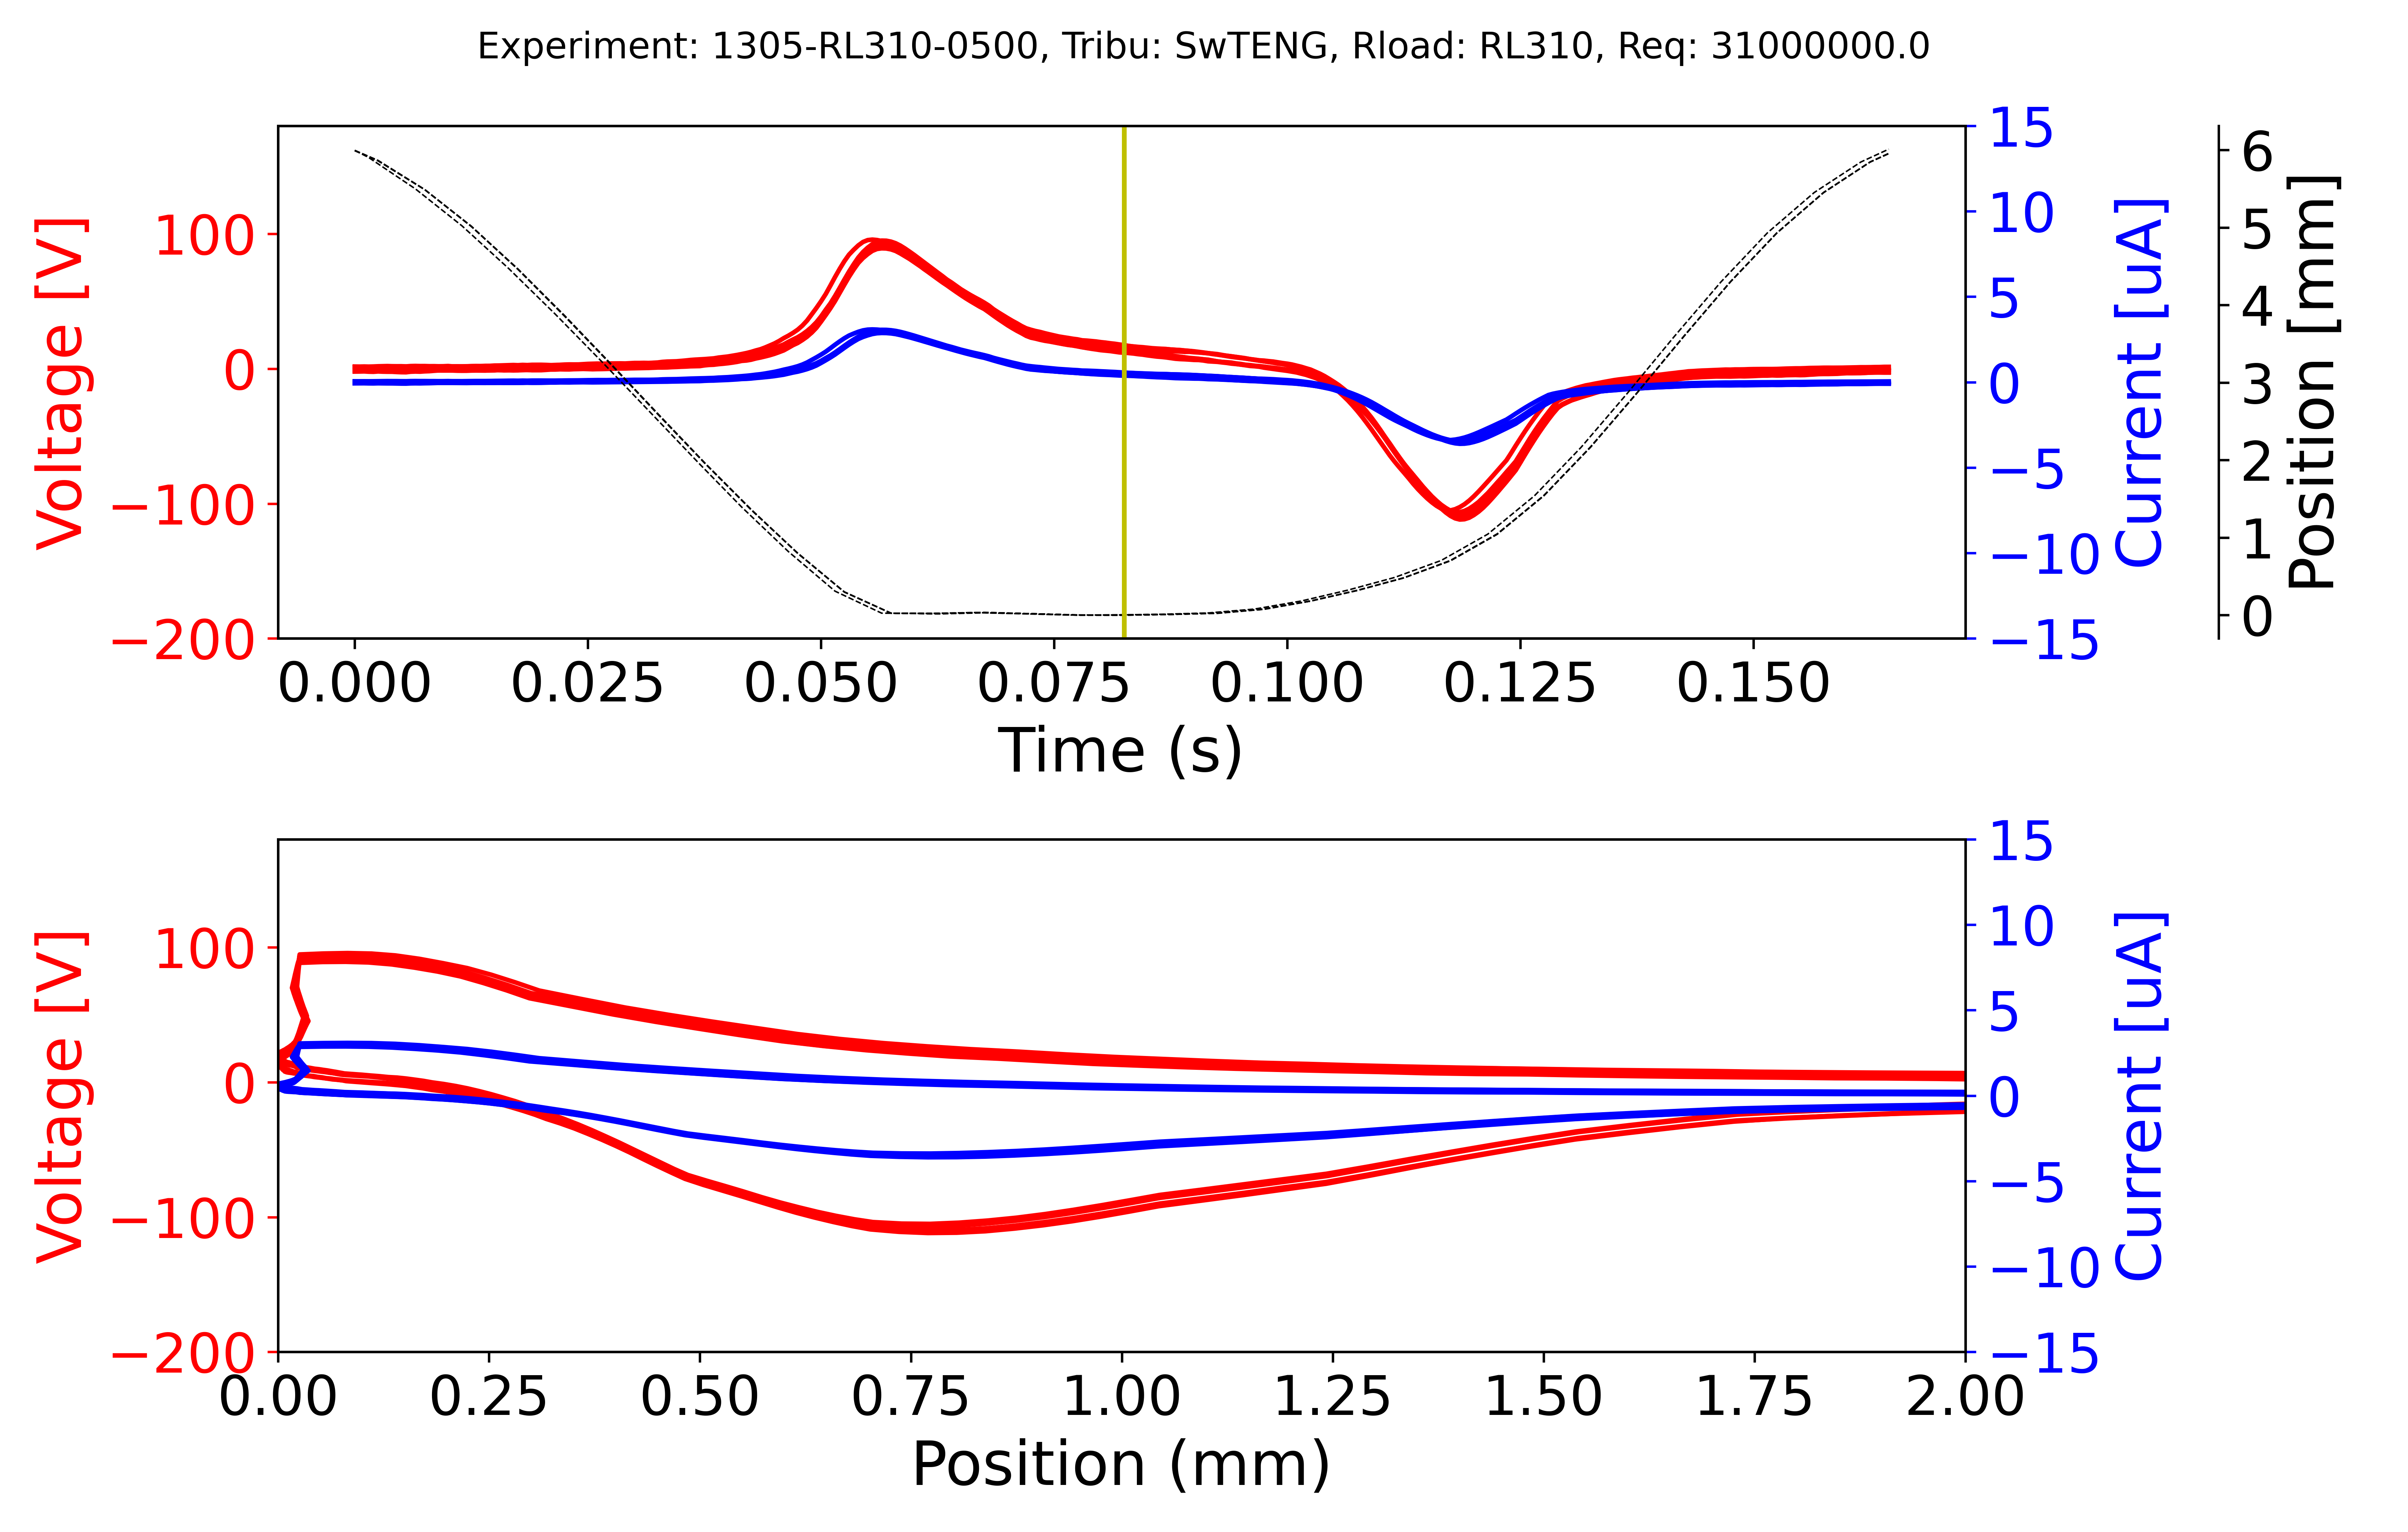 Experiment: 1305-RL310-0500, Tribu: SwTENG, Rload: RL310, Req: 31000000.0
Voltage [V]
100
0
−100
−200
15
10
5
0
−5
−10
−15
Current [uA]
6
5
4
3
2
1
0
Position [mm]
0.000 0.025 0.050 0.075 0.100 0.125 0.150
Time (s)
Voltage [V]
100
0
−100
−200
15
10
5
0
−5
−10
−15
Current [uA]
0.00 0.25 0.50 0.75 1.00 1.25 1.50 1.75 2.00
Position (mm)